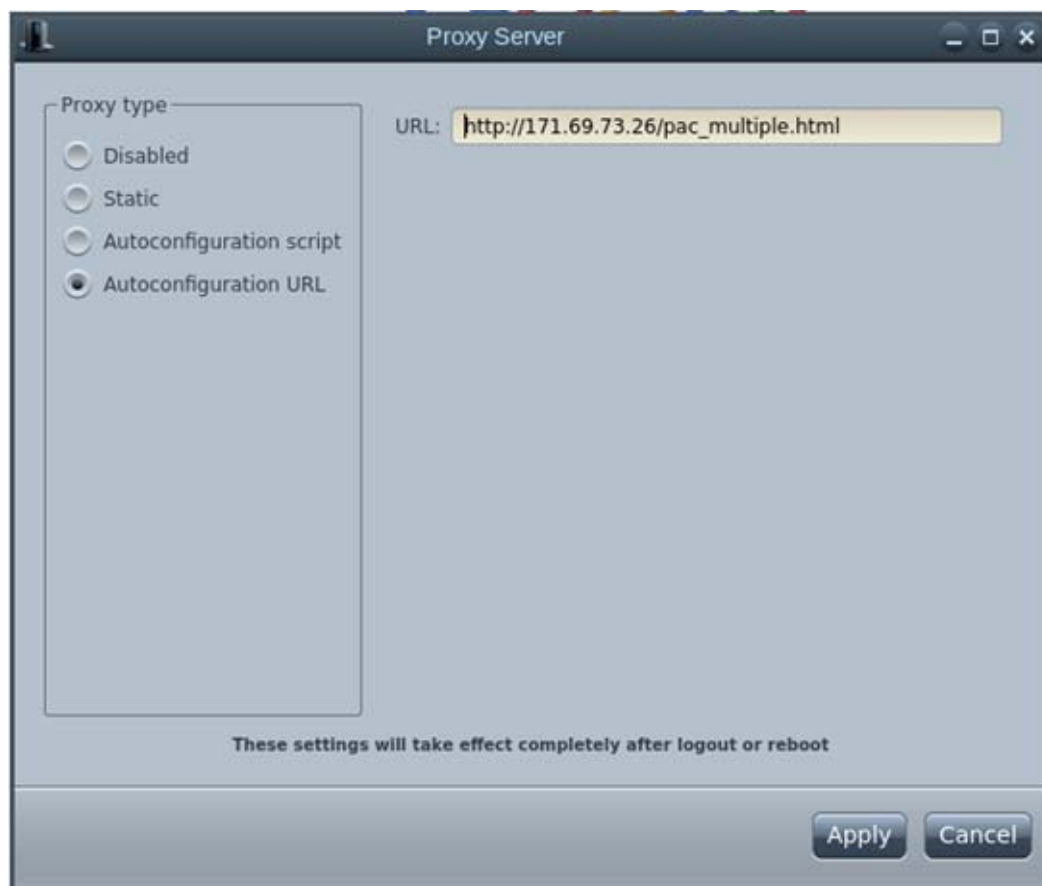 Proxy Server
Proxy type
Disabled
Static
Autoconfiguration script
Autoconfiguration URL
URL: http://171.69.73.26/pac_multiple.html
These settings will take effect completely after logout or reboot
Apply Cancel